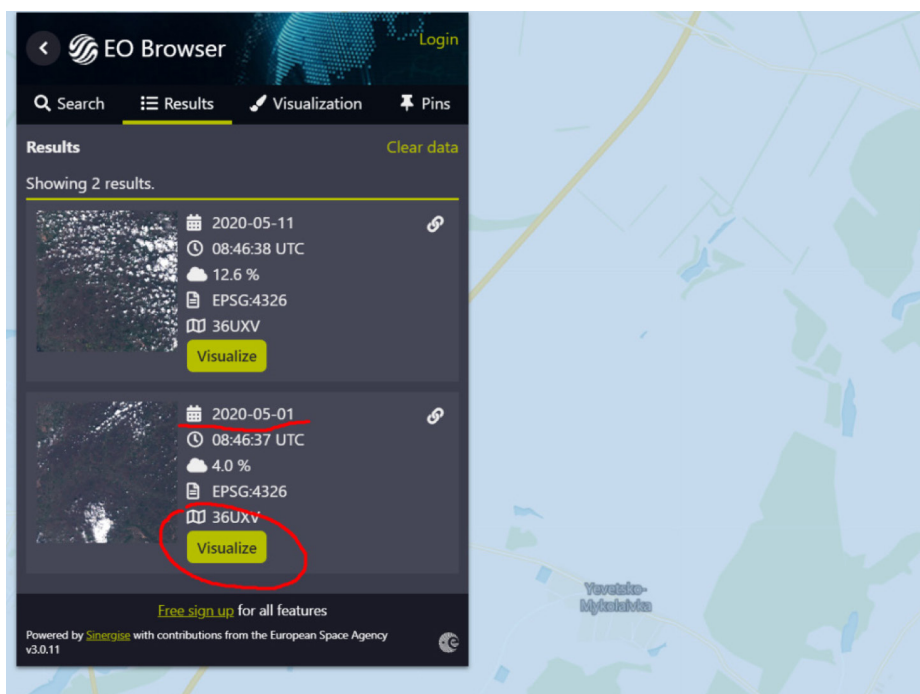 EO Browser
Login
Search
Results
Visualization
Pins
Results
Clear data
Showing 2 results.
2020-05-11
08:46:38 UTC
12.6 %
EPSG:4326
36UXV
Visualize
2020-05-01
08:46:37 UTC
4.0 %
EPSG:4326
36UXV
Visualize
Free sign up for all features
Powered by Sinergise with contributions from the European Space Agency
v3.0.11
esa
Yevetsko-
Mykolaivka